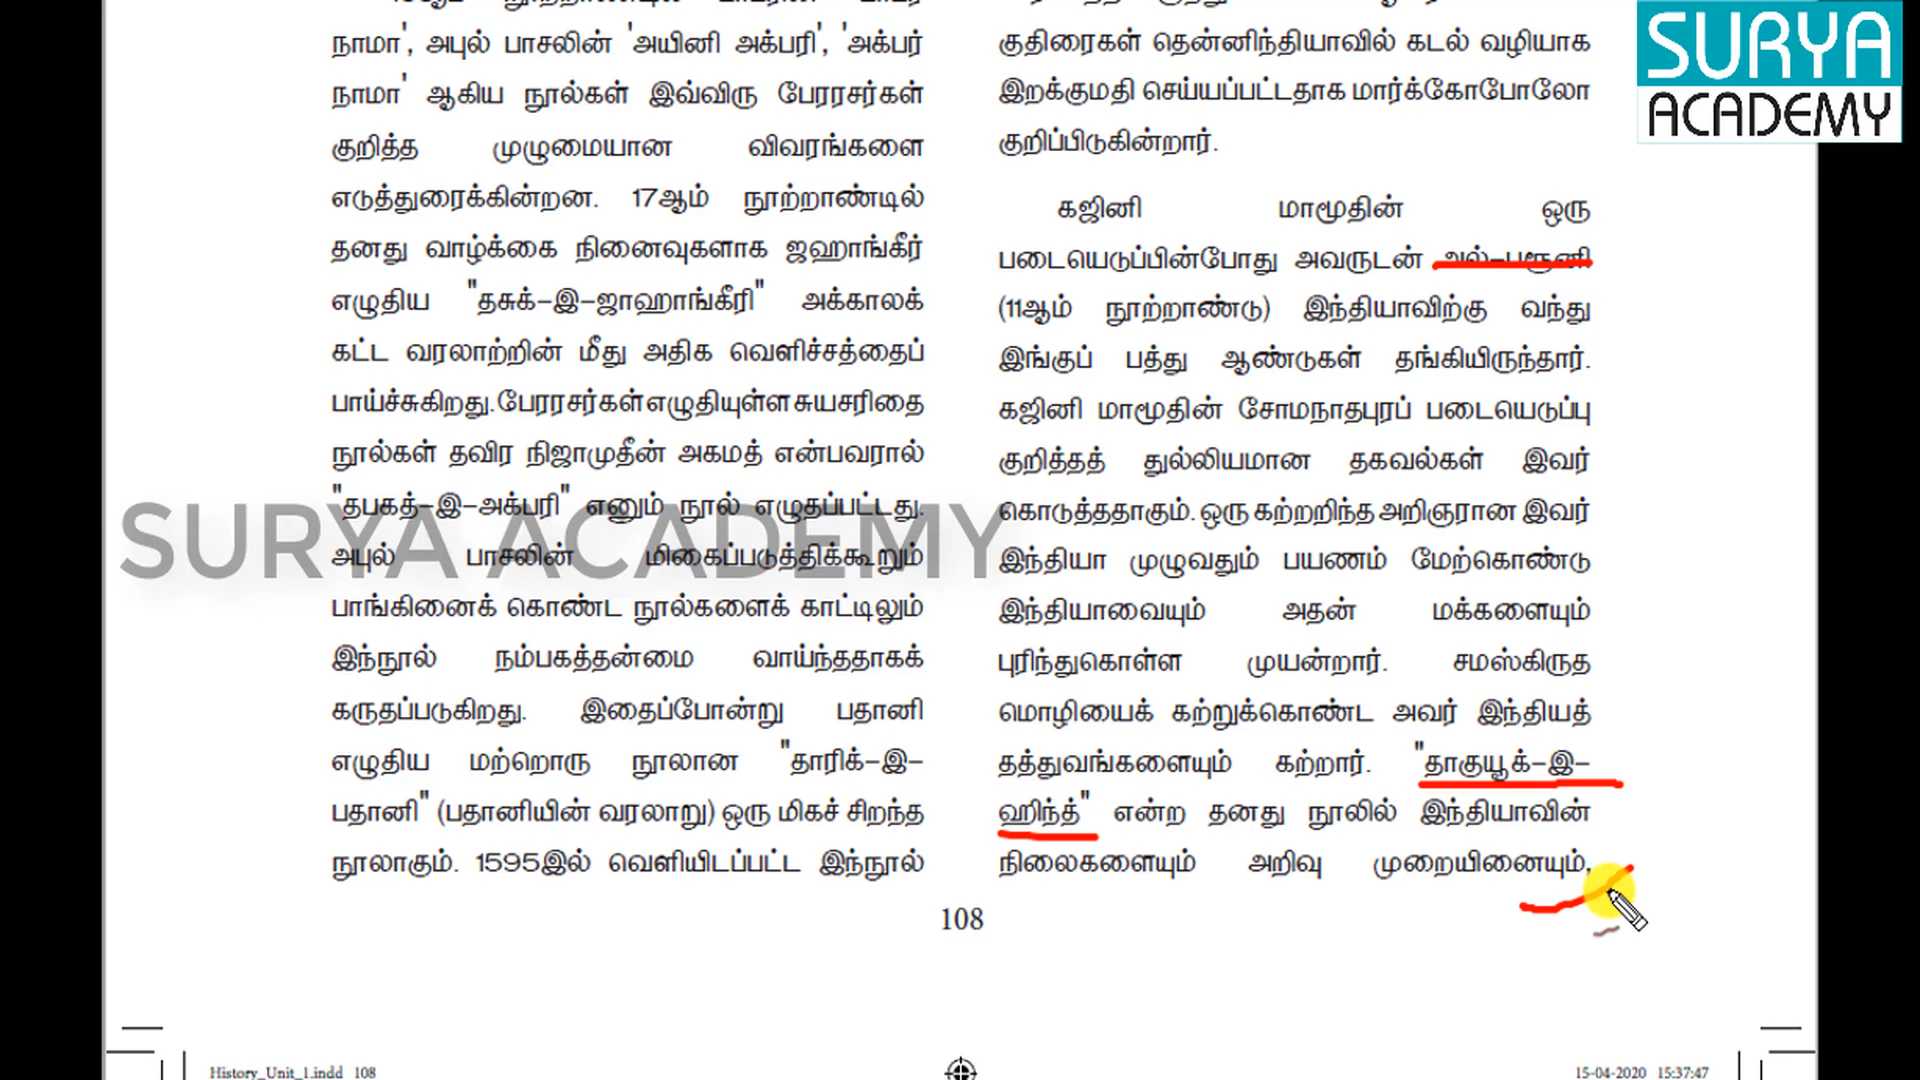 நாமா', அபுல் பாசலின் 'அயினி அக்பரி', 'அக்பர்
நாமா' ஆகிய நூல்கள் இவ்விரு பேரரசர்கள்
குறித்த முழுமையான விவரங்களை
எடுத்துரைக்கின்றன. 17ஆம் நூற்றாண்டில்
தனது வாழ்க்கை நினைவுகளாக ஜஹாங்கீர்
எழுதிய "தசுக்–இ–ஜாஹாங்கீரி" அக்காலக்
கட்ட வரலாற்றின் மீது அதிக வெளிச்சத்தைப்
பாய்ச்சுகிறது. பேரரசர்கள் எழுதியுள்ள சுயசரிதை
நூல்கள் தவிர நிஜாமுதீன் அகமத் என்பவரால்
"தபகத்–இ–அக்பரி" எனும் நூல் எழுதப்பட்டது.
அபுல் பாசலின் மிகைப்படுத்திக்கூறும்
பாங்கினைக் கொண்ட நூல்களைக் காட்டிலும்
இந்நூல் நம்பகத்தன்மை வாய்ந்ததாகக்
கருதப்படுகிறது. இதைப்போன்று பதானி
எழுதிய மற்றொரு நூலான "தாரிக்–இ–
பதானி" (பதானியின் வரலாறு) ஒரு மிகச் சிறந்த
நூலாகும். 1595இல் வெளியிடப்பட்ட இந்நூல்
குதிரைகள் தென்னிந்தியாவில் கடல் வழியாக
இறக்குமதி செய்யப்பட்டதாக மார்க்கோபோலோ
குறிப்பிடுகின்றார்.
கஜினி மாமூதின் ஒரு
படையெடுப்பின்போது அவருடன் அல்–பரூனி
(11ஆம் நூற்றாண்டு) இந்தியாவிற்கு வந்து
இங்குப் பத்து ஆண்டுகள் தங்கியிருந்தார்.
கஜினி மாமூதின் சோமநாதபுரப் படையெடுப்பு
குறித்தத் துல்லியமான தகவல்கள் இவர்
கொடுத்ததாகும். ஒரு கற்றறிந்த அறிஞரான இவர்
இந்தியா முழுவதும் பயணம் மேற்கொண்டு
இந்தியாவையும் அதன் மக்களையும்
புரிந்துகொள்ள முயன்றார். சமஸ்கிருத
மொழியைக் கற்றுக்கொண்ட அவர் இந்தியத்
தத்துவங்களையும் கற்றார். "தாகுயூக்–இ–
ஹிந்த்" என்ற தனது நூலில் இந்தியாவின்
நிலைகளையும் அறிவு முறையினையும்,
108
History_Unit_1.indd 108
15-04-2020 15:37:47
SURYA
ACADEMY
SURYA ACADEMY